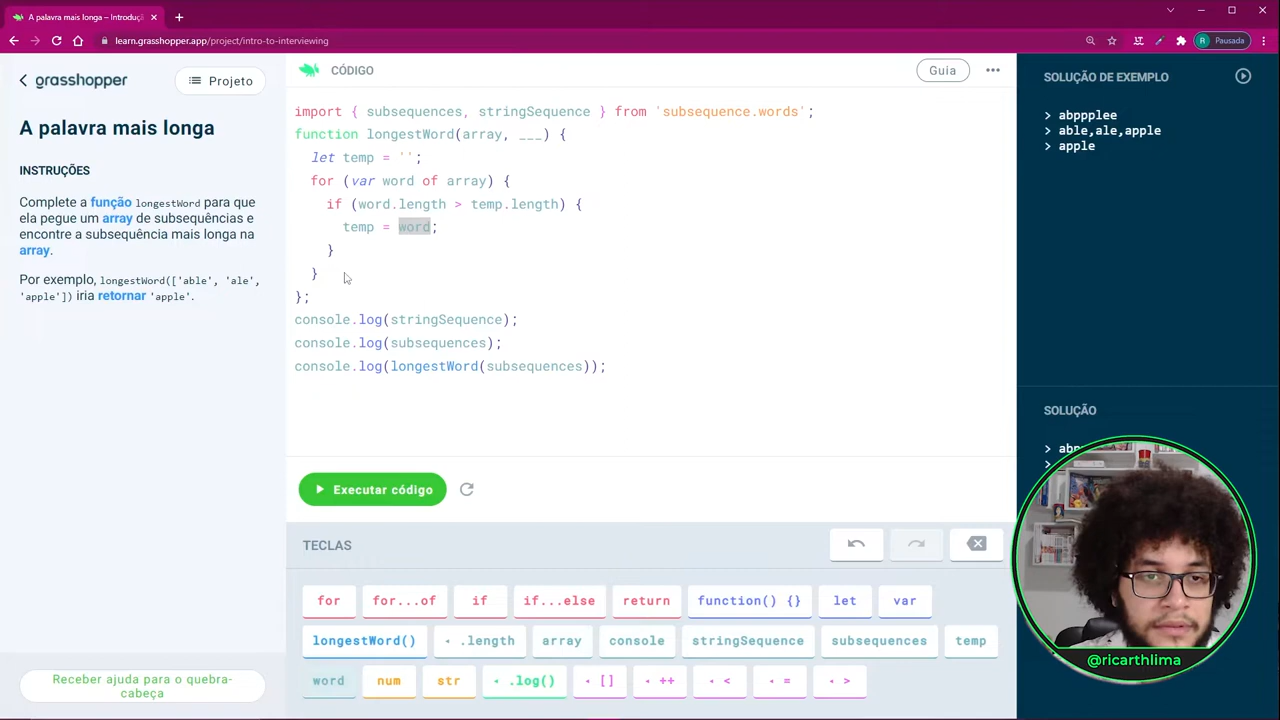 A palavra mais longa – Introduçã
learn.grasshopper.app/project/intro-to-interviewing
R Pausada
grasshopper
Projeto
A palavra mais longa
INSTRUÇÕES
Complete a função longestWord para que
ela pegue um array de subsequências e
encontre a subsequência mais longa na
array.
Por exemplo, longestWord(['able', 'ale',
'apple']) iria retornar 'apple'.
Receber ajuda para o quebra-
cabeça
CÓDIGO
Guia
import { subsequences, stringSequence } from 'subsequence.words';
function longestWord(array, ___) {
let temp = '';
for (var word of array) {
if (word.length > temp.length) {
temp = word;
}
}
};
console.log(stringSequence);
console.log(subsequences);
console.log(longestWord(subsequences));
Executar código
TECLAS
for for...of if if...else return function() {} let var
longestWord() .length array console stringSequence subsequences temp
word num str .log() [] ++ < = >
SOLUÇÃO DE EXEMPLO
> abppplee
> able,ale,apple
> apple
SOLUÇÃO
>
>
@ricarthlima